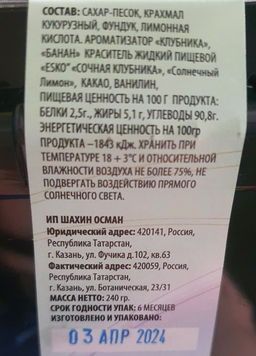 СОСТАВ: САХАР-ПЕСОК, КРАХМАЛ
КУКУРУЗНЫЙ, ФУНДУК, ЛИМОННАЯ
КИСЛОТА. АРОМАТИЗАТОР «КЛУБНИКА»,
«БАНАН» КРАСИТЕЛЬ ЖИДКИЙ ПИЩЕВОЙ
«ESKO" "СОЧНАЯ КЛУБНИКА», «Солнечный
Лимон», КАКАО, ВАНИЛИН,
ПИЩЕВАЯ ЦЕННОСТЬ НА 100 Г ПРОДУКТА:
БЕЛКИ 2,5г., ЖИРЫ 5,1 г, УГЛЕВОДЫ 90,8г.
ЭНЕРГЕТИЧЕСКАЯ ЦЕННОСТЬ НА 100гр
ПРОДУКТА –1843 кДж. ХРАНИТЬ ПРИ
ТЕМПЕРАТУРЕ 18 + 3°С И ОТНОСИТЕЛЬНОЙ
ВЛАЖНОСТИ ВОЗДУХА НЕ БОЛЕЕ 75%, НЕ
ПОДВЕРГАТЬ ВОЗДЕЙСТВИЮ ПРЯМОГО
СОЛНЕЧНОГО СВЕТА.
ИП ШАХИН ОСМАН
Юридический адрес: 420141, Россия,
Республика Татарстан,
г. Казань, ул. Фучика д.102, кв.63
Фактический адрес: 420059, Россия,
Республика Татарстан,
г. Казань, ул. Ботаническая, 23/31
МАССА НЕТТО: 240 гр.
СРОК ГОДНОСТИ УПАК: 6 МЕСЯЦЕВ
ИЗГОТОВЛЕНО И УПАКОВАНО:
03 АПР 2024